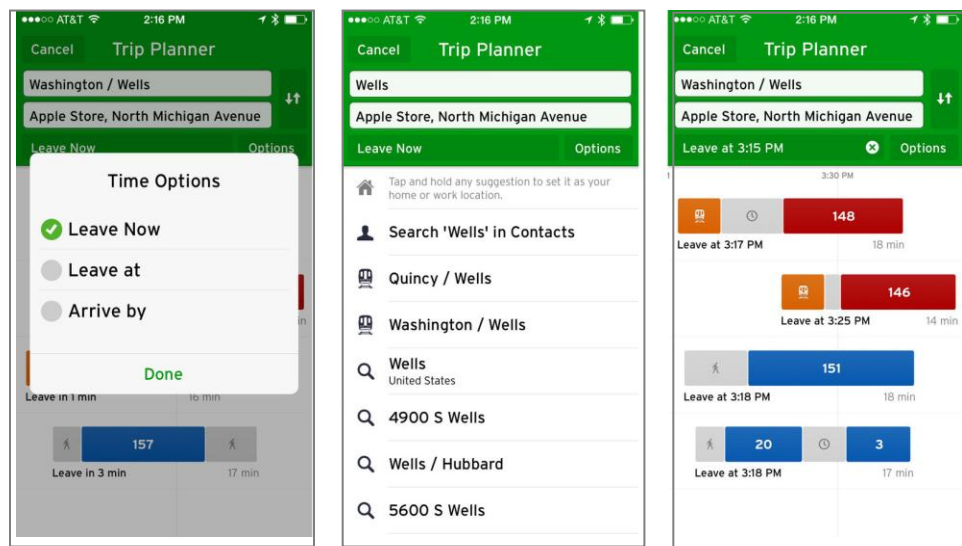 AT&T 2:16 PM
Cancel Trip Planner
Washington / Wells
Apple Store, North Michigan Avenue
Leave Now Options
Time Options
Leave Now
Leave at
Arrive by
Done
Leave in 1 min 16 min
157
Leave in 3 min 17 min
AT&T 2:16 PM
Cancel Trip Planner
Wells
Apple Store, North Michigan Avenue
Leave Now Options
Tap and hold any suggestion to set it as your
home or work location.
Search 'Wells' in Contacts
Quincy / Wells
Washington / Wells
Wells
United States
4900 S Wells
Wells / Hubbard
5600 S Wells
AT&T 2:16 PM
Cancel Trip Planner
Washington / Wells
Apple Store, North Michigan Avenue
Leave at 3:15 PM Options
3:30 PM
148
Leave at 3:17 PM 18 min
146
Leave at 3:25 PM 14 min
151
Leave at 3:18 PM 18 min
20 3
Leave at 3:18 PM 17 min